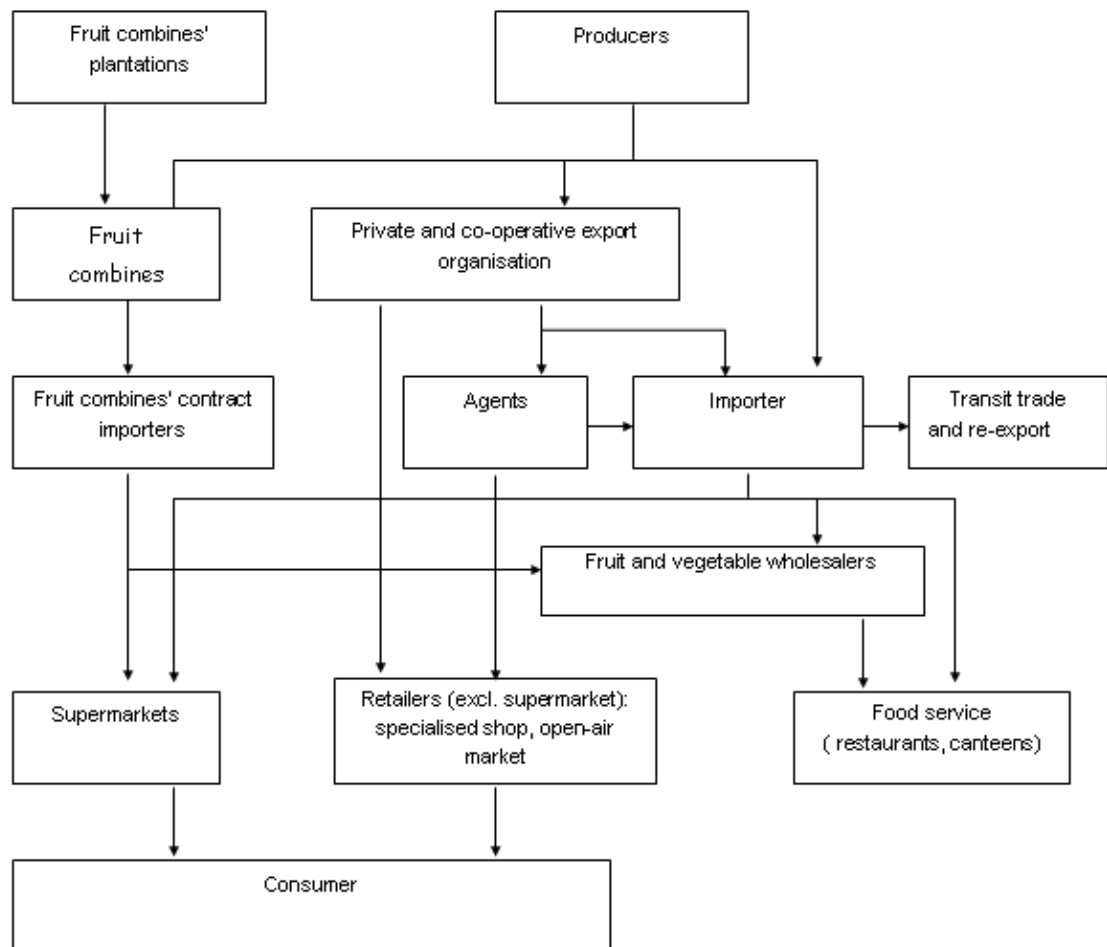 Fruit combines'
plantations
Producers
Fruit
combines
Private and co-operative export
organisation
Fruit combines' contract
importers
Agents
Importer
Transit trade
and re-export
Fruit and vegetable wholesalers
Supermarkets
Retailers (excl. supermarket):
specialised shop, open-air
market
Food service
( restaurants, canteens)
Consumer